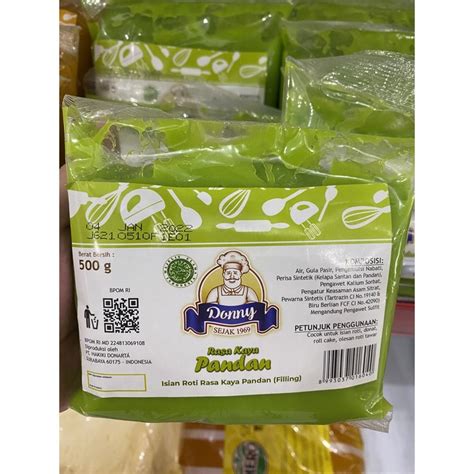 04 JAN 2022
JG210510F 1201
Berat Bersih :
500 g
BPOM RI
BPOM RI MD 224813069108
Diproduksi oleh
PT. HAKIKI DONARTA
SURABAYA 60175 - INDONESIA
Donny
SEJAK 1969
Rasa Kaya
Pandan
Isian Roti Rasa Kaya Pandan (Filling)
KOMPOSISI:
Air, Gula Pasir, Pengemulsi Nabati,
Perisa Sintetik (Kelapa Santan dan Pandan),
Pengawet Kalium Sorbat,
Pengatur Keasaman Asam Sitrat,
Pewarna Sintetis (Tartrazin CI No. 19140 &
Biru Berlian FCF CI No.42090)
Mengandung Pengawet Sulfit
PETUNJUK PENGGUNAAN:
Cocok untuk isian roti, donat,
roll cake, olesan roti tawar